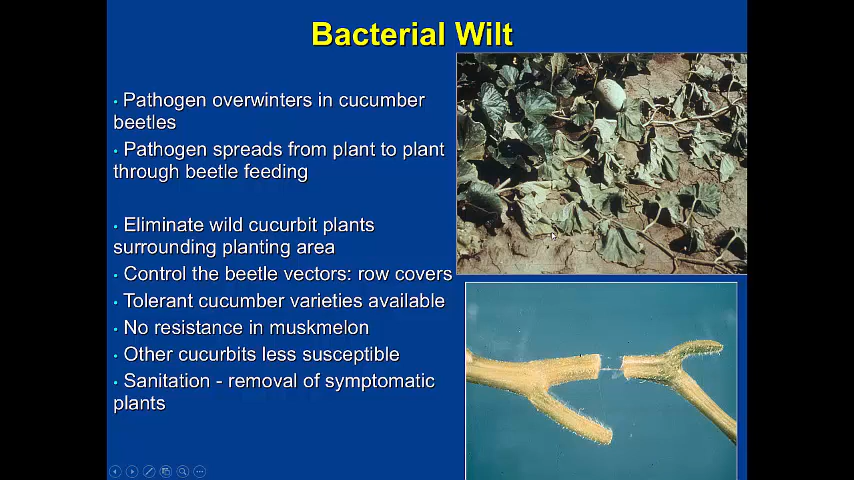 Bacterial Wilt
• Pathogen overwinters in cucumber
beetles
• Pathogen spreads from plant to plant
through beetle feeding
• Eliminate wild cucurbit plants
surrounding planting area
• Control the beetle vectors: row covers
• Tolerant cucumber varieties available
• No resistance in muskmelon
• Other cucurbits less susceptible
• Sanitation - removal of symptomatic
plants